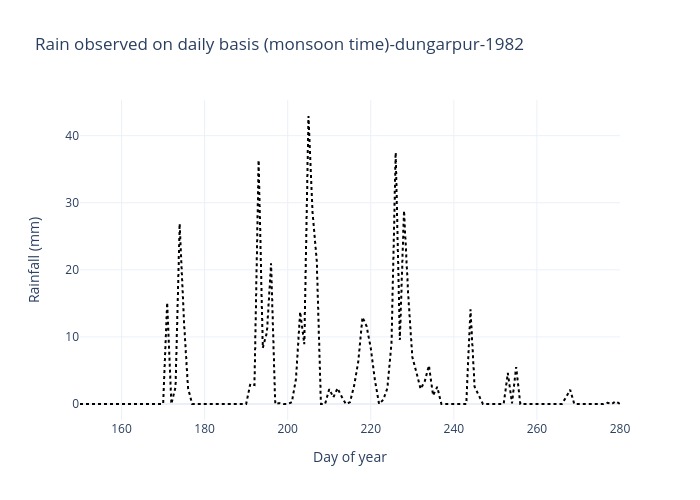 Rain observed on daily basis (monsoon time)-dungarpur-1982
Rainfall (mm)
40
30
20
10
0
160 180 200 220 240 260 280
Day of year